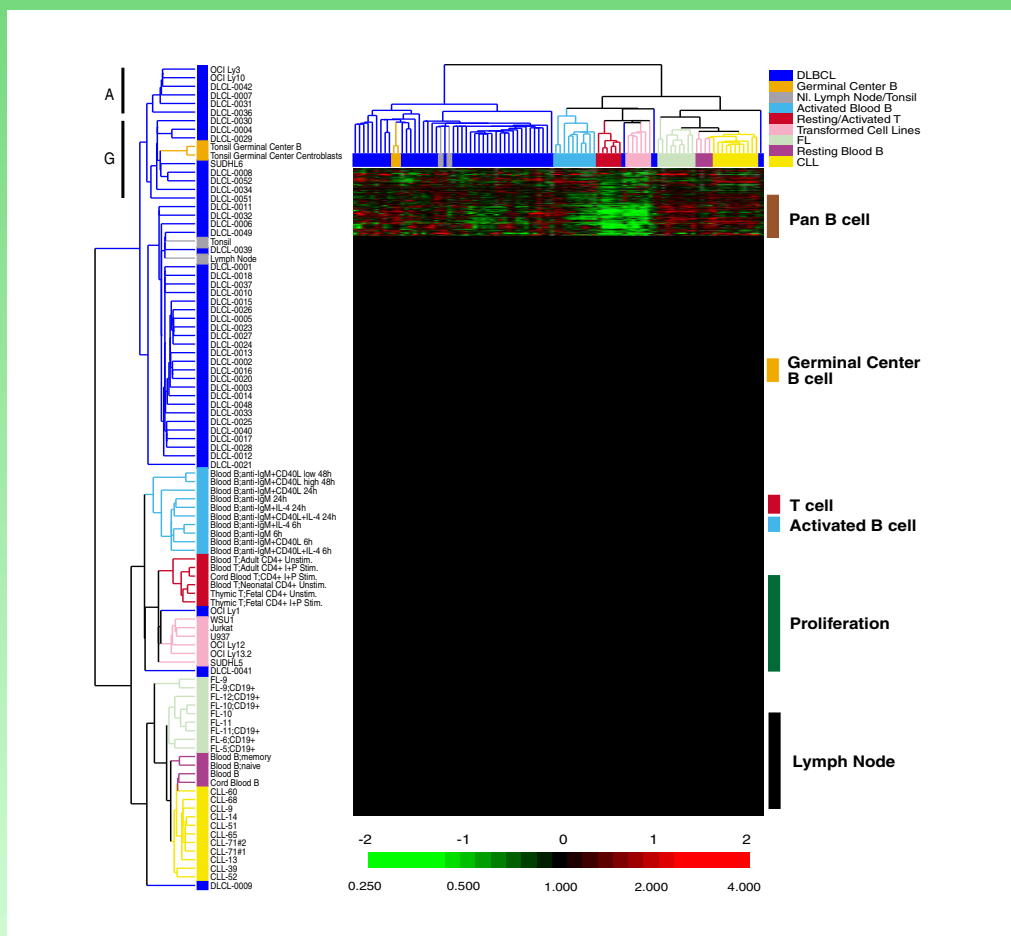 A
G
OCI Ly3
OCI Ly10
DLCL-0042
DLCL-0007
DLCL-0031
DLCL-0036
DLCL-0030
DLCL-0004
DLCL-0029
Tonsil Germinal Center B
Tonsil Germinal Center Centroblasts
SUDHL6
DLCL-0008
DLCL-0052
DLCL-0034
DLCL-0051
DLCL-0011
DLCL-0032
DLCL-0006
DLCL-0049
Tonsil
DLCL-0039
Lymph Node
DLCL-0001
DLCL-0018
DLCL-0037
DLCL-0010
DLCL-0015
DLCL-0026
DLCL-0005
DLCL-0023
DLCL-0027
DLCL-0024
DLCL-0013
DLCL-0002
DLCL-0016
DLCL-0020
DLCL-0003
DLCL-0014
DLCL-0048
DLCL-0033
DLCL-0025
DLCL-0040
DLCL-0017
DLCL-0028
DLCL-0012
DLCL-0021
Blood B;anti-IgM+CD40L low 48h
Blood B;anti-IgM+CD40L high 48h
Blood B;anti-IgM+CD40L 24h
Blood B;anti-IgM 24h
Blood B;anti-IgM+IL-4 24h
Blood B;anti-IgM+CD40L+IL-4 24h
Blood B;anti-IgM+IL-4 6h
Blood B;anti-IgM 6h
Blood B;anti-IgM+CD40L 6h
Blood B;anti-IgM+CD40L+IL-4 6h
Blood T;Adult CD4+ Unstim.
Blood T;Adult CD4+ I+P Stim.
Cord Blood T;CD4+ I+P Stim.
Blood T;Neonatal CD4+ Unstim.
Thymic T;Fetal CD4+ Unstim.
Thymic T;Fetal CD4+ I+P Stim.
OCI Ly1
WSU1
Jurkat
U937
OCI Ly12
OCI Ly13.2
SUDHL5
DLCL-0041
FL-9
FL-9;CD19+
FL-12;CD19+
FL-10;CD19+
FL-10
FL-11
FL-11;CD19+
FL-6;CD19+
FL-5;CD19+
Blood B;memory
Blood B;naive
Blood B
Cord Blood B
CLL-60
CLL-68
CLL-9
CLL-14
CLL-51
CLL-65
CLL-71#2
CLL-71#1
CLL-13
CLL-39
CLL-52
DLCL-0009
DLBCL
Germinal Center B
Nl. Lymph Node/Tonsil
Activated Blood B
Resting/Activated T
Transformed Cell Lines
FL
Resting Blood B
CLL
Pan B cell
Germinal Center
B cell
T cell
Activated B cell
Proliferation
Lymph Node
-2 -1 0 1 2
0.250 0.500 1.000 2.000 4.000